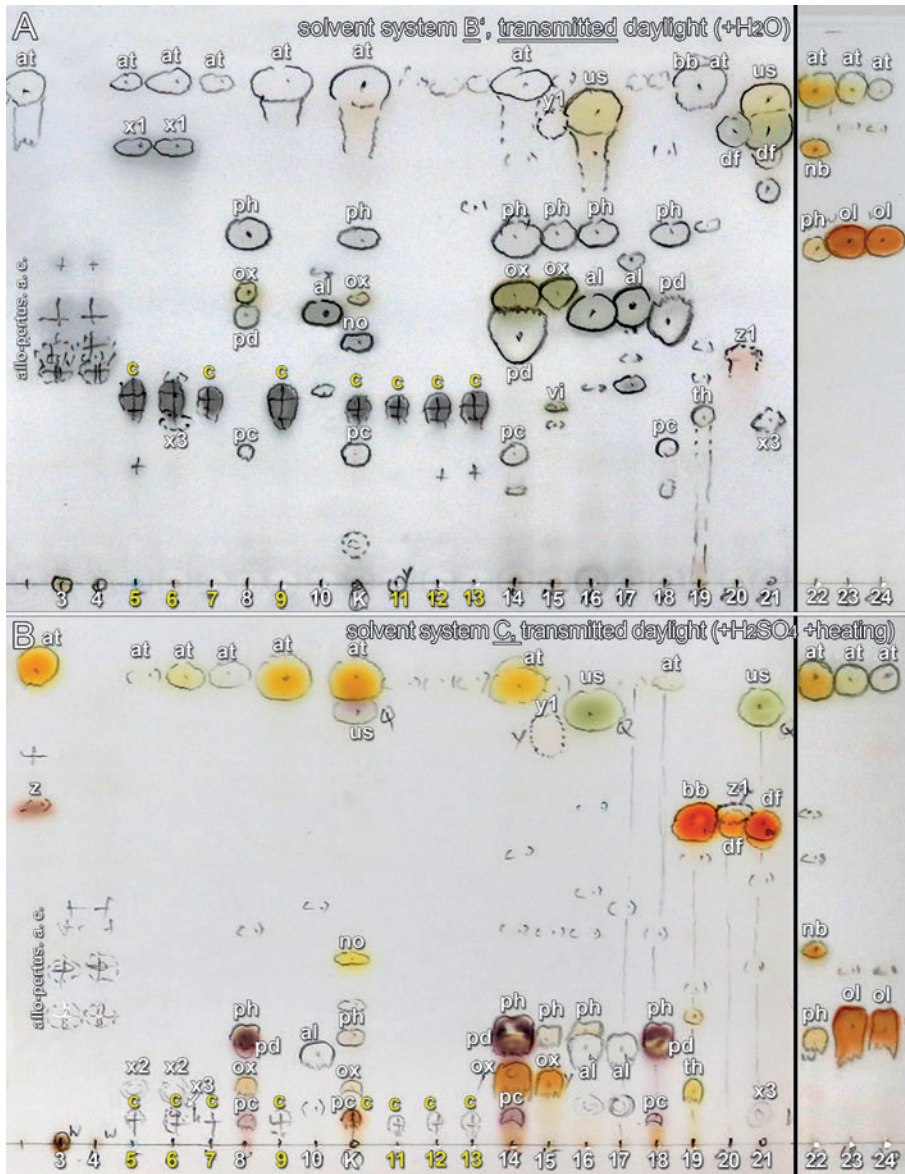 A solvent system B', transmitted daylight (+H₂O)
at at at at at at at us bb at us at at at
y1
x1 x1 df df nb
ph ph ph ph ph ph ph ol ol
allo-pertus. a. c. ox ox ox ox
al al al pd
pd no pd z1
c c c c c c c c vi th
x3 pc pc pc pc x3
3 4 5 6 7 8 9 10 K 11 12 13 14 15 16 17 18 19 20 21 22 23 24
B solvent system C, transmitted daylight (+H₂SO₄ +heating)
at at at at at at at us at us at at at
us Q y1 Y Q Q
z bb z1 df
df
allo-pertus. a. c. no nb
ph pd al ph ph ph ph ph ph ol ol
pd pd
x2 x2 x3 ox ox ox ox al al th
c c c pc c pc c c c c pc pc x3
3 4 5 6 7 8 9 10 K 11 12 13 14 15 16 17 18 19 20 21 22 23 24